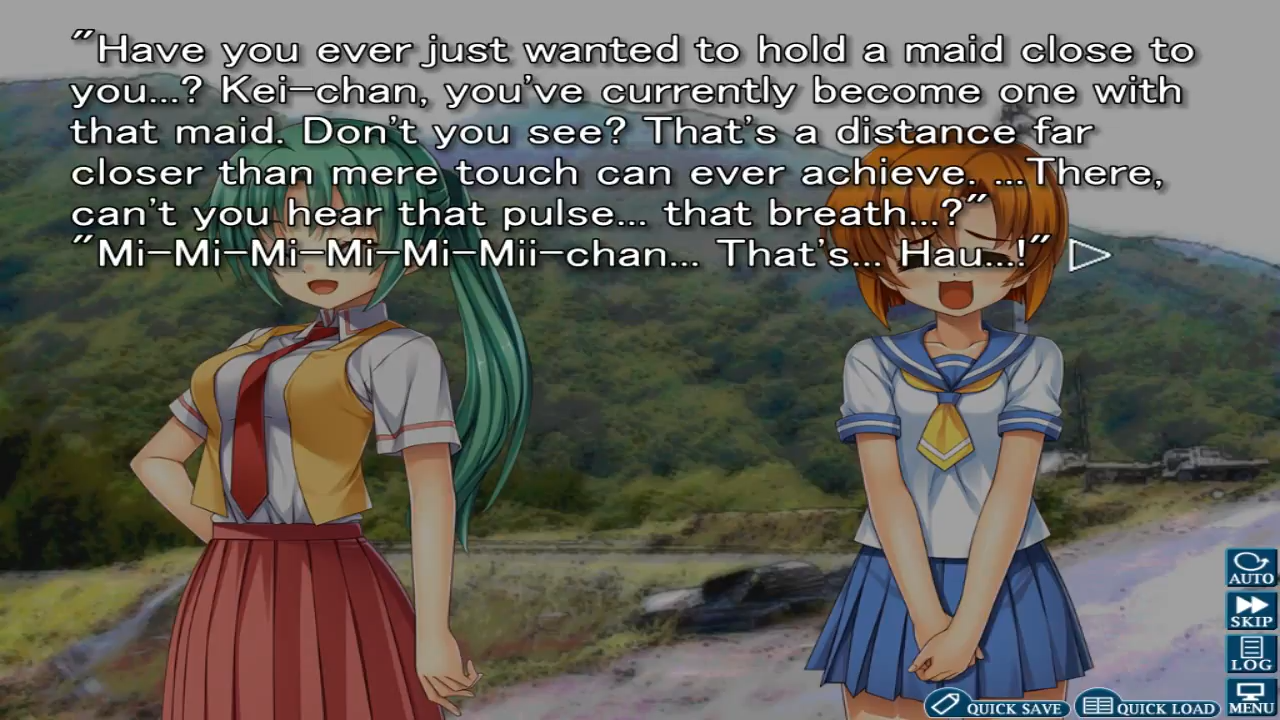 "Have you ever just wanted to hold a maid close to
you...? Kei-chan, you've currently become one with
that maid. Don't you see? That's a distance far
closer than mere touch can ever achieve. ...There,
can't you hear that pulse... that breath...?"
"Mi-Mi-Mi-Mi-Mi-Mii-chan... That's... Hau...!"
AUTO
SKIP
LOG
MENU
QUICK SAVE
QUICK LOAD